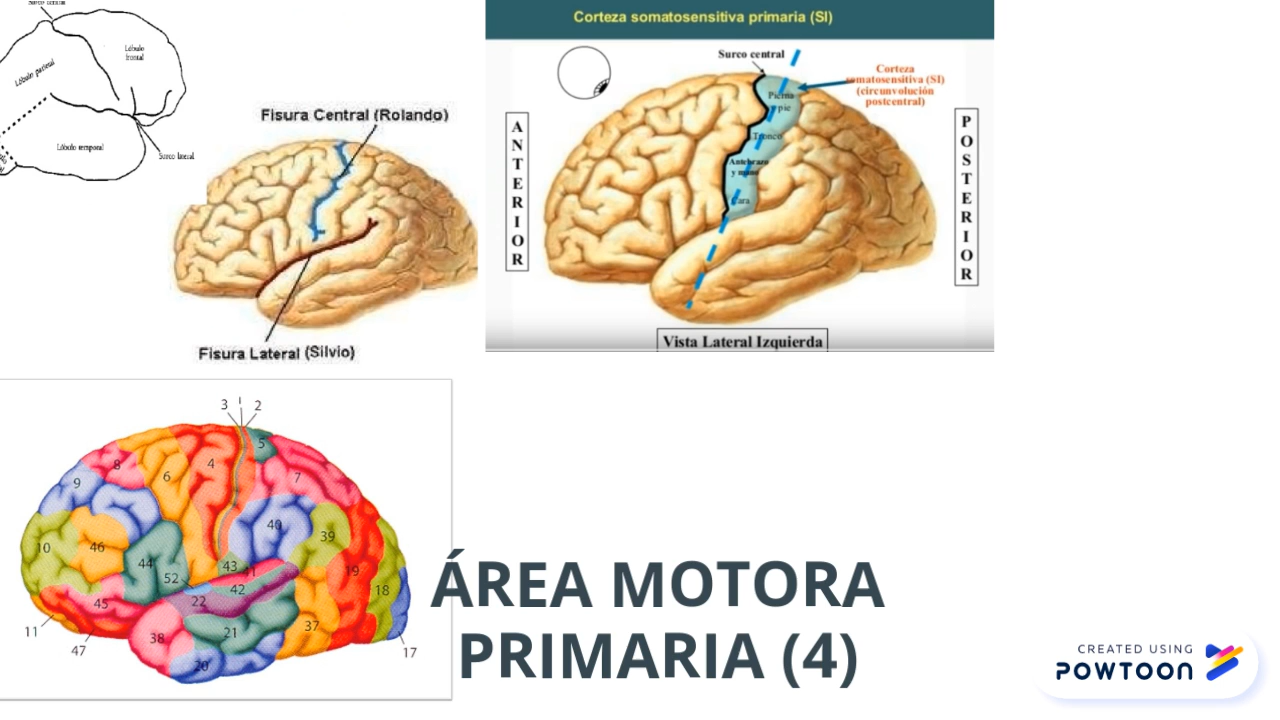 Surco central
Lóbulo parietal
Lóbulo
frontal
Lóbulo temporal
Surco lateral
Fisura Central (Rolando)
Fisura Lateral (Silvio)
Corteza somatosensitiva primaria (SI)
Surco central
Corteza
somatosensitiva (SI)
(circunvolución
postcentral)
Pierna
y pie
Tronco
Antebrazo
y mano
Cara
ANTERIOR
POSTERIOR
Vista Lateral Izquierda
3 1 2
5
4
8
6
7
9
40
39
46
10
44
43
41
52
42
19
18
22
45
11
21
37
38
47
17
20
ÁREA MOTORA
PRIMARIA (4)
CREATED USING
POWTOON